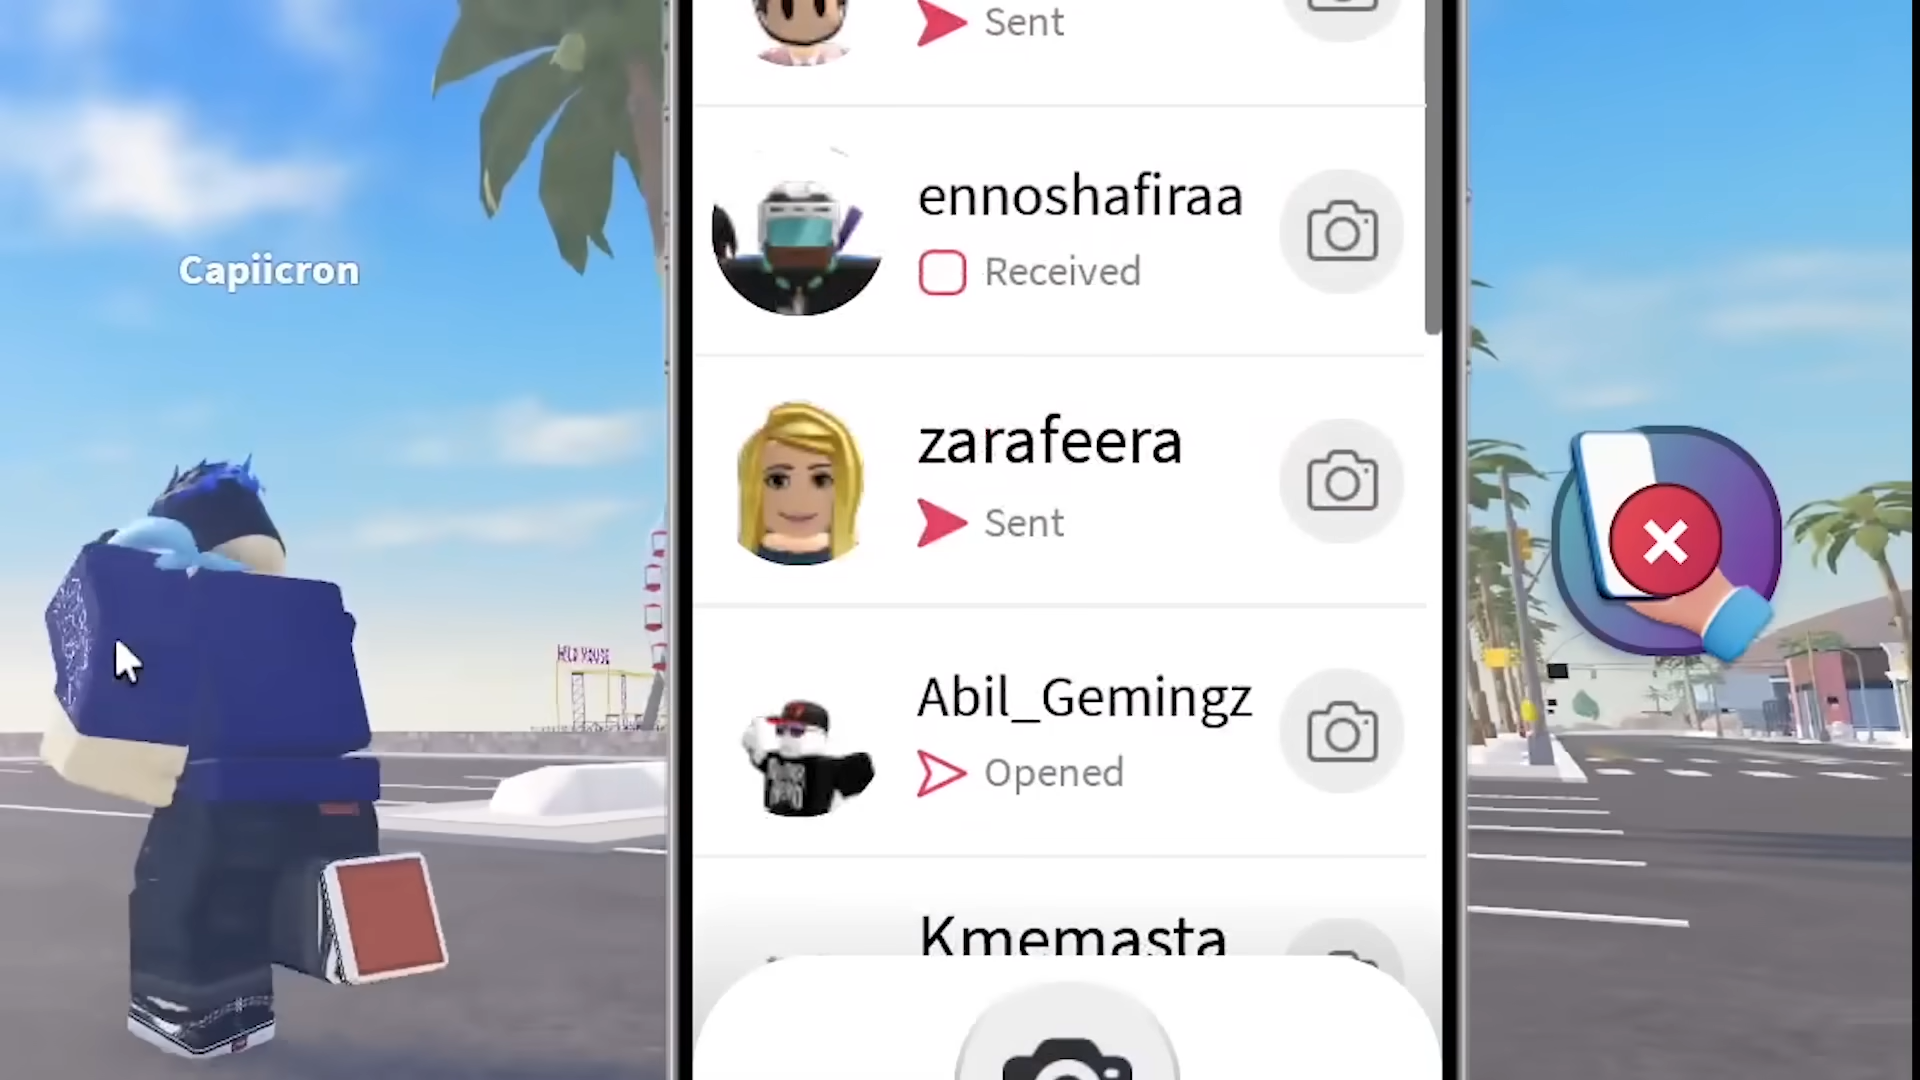 Sent
ennoshafiraa
Received
Capiicron
zarafeera
Sent
Abil_Gemingz
Opened
Kmemasta